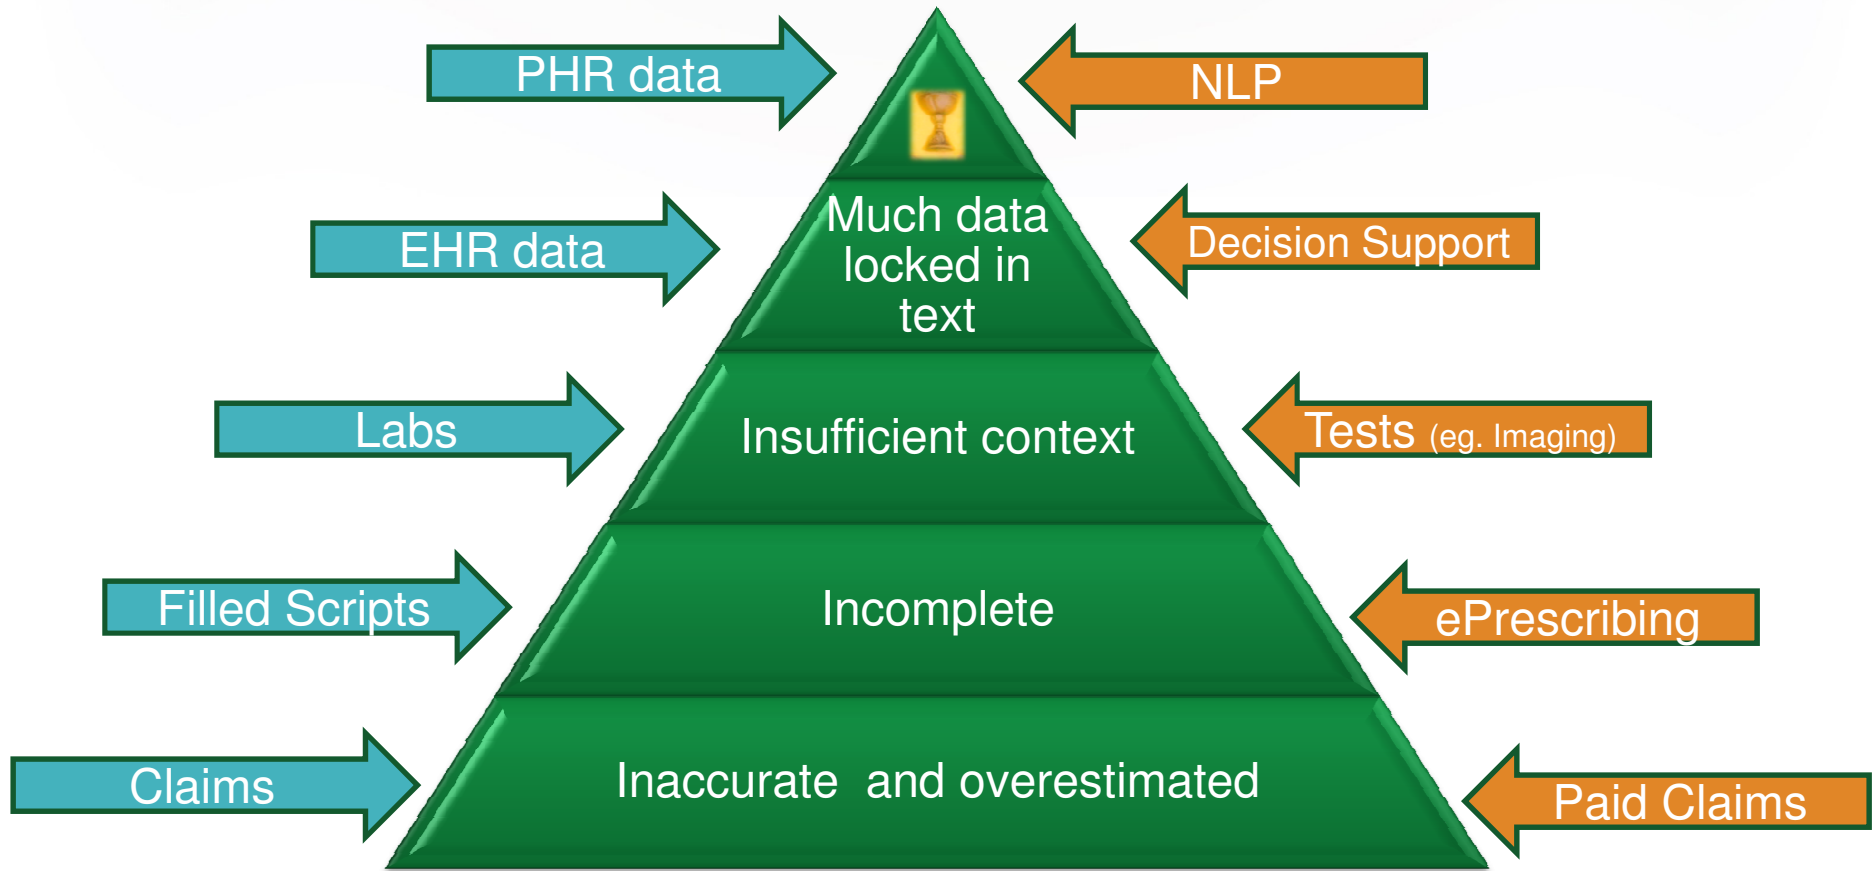 PHR data
NLP
EHR data
Much data
locked in
text
Decision Support
Labs
Insufficient context
Tests (eg. Imaging)
Filled Scripts
Incomplete
ePrescribing
Claims
Inaccurate  and overestimated
Paid Claims